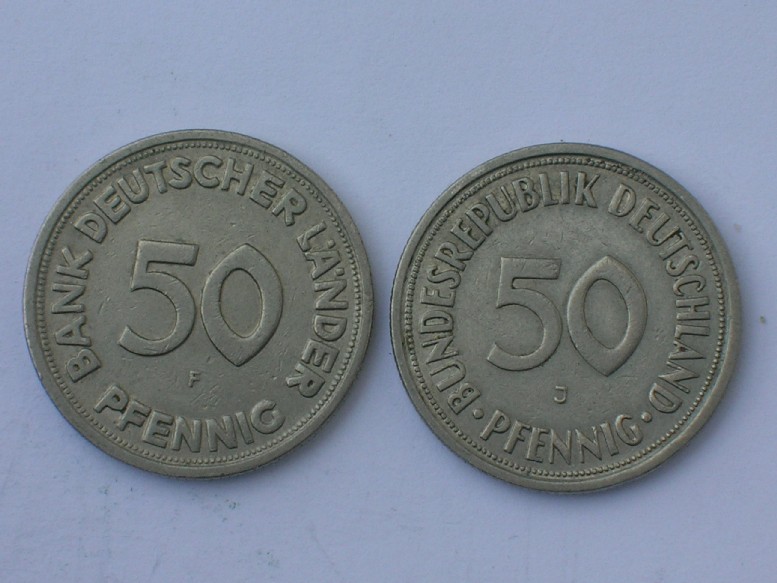 BANK DEUTSCHER LÄNDER
50
F
PFENNIG
·BUNDESREPUBLIK DEUTSCHLAND·
50
J
PFENNIG